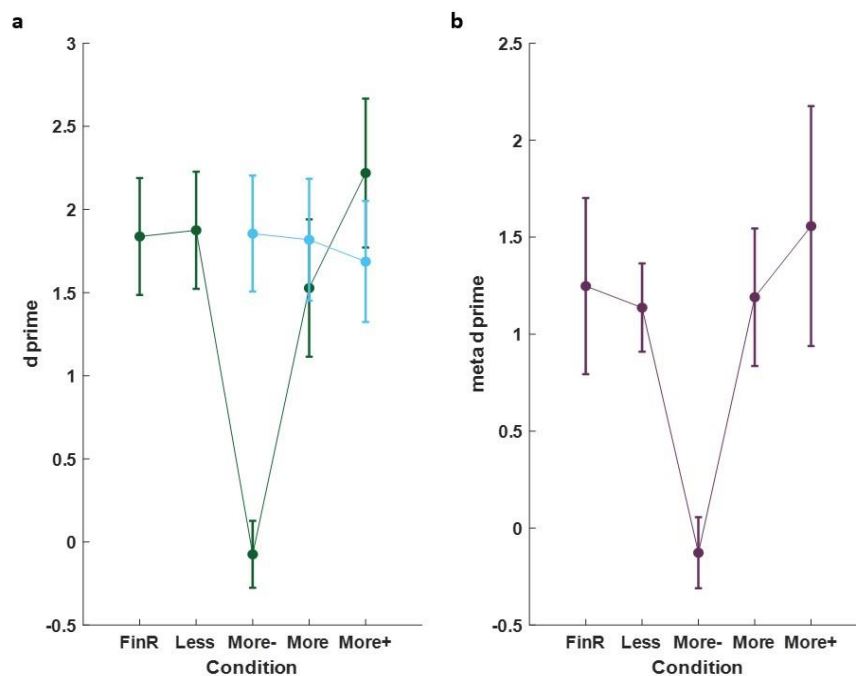 a
3
2.5
2
1.5
1
0.5
0
-0.5
d prime
FinR Less More- More More+
Condition
b
2.5
2
1.5
1
0.5
0
-0.5
meta d prime
FinR Less More- More More+
Condition